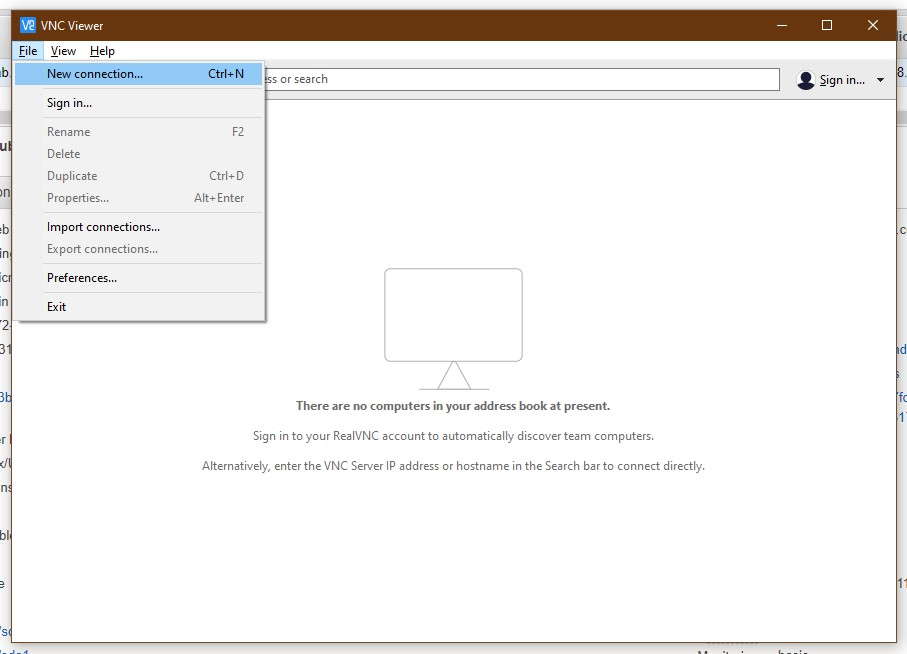 VNC Viewer
File View Help
New connection... Ctrl+N
or search
Sign in...
Sign in...
Rename F2
Delete
Duplicate Ctrl+D
Properties... Alt+Enter
Import connections...
Export connections...
Preferences...
Exit
There are no computers in your address book at present.
Sign in to your RealVNC account to automatically discover team computers.
Alternatively, enter the VNC Server IP address or hostname in the Search bar to connect directly.